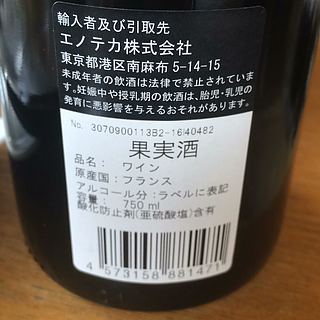 輸入者及び引取先
エノテカ株式会社
東京都港区南麻布5-14-15
未成年者の飲酒は法律で禁止されています。
妊娠中や授乳期の飲酒は、胎児・乳児の
発育に悪影響を与えるおそれがあります。
No. 3070900113B2-16I40482
果実酒
品名: ワイン
原産国: フランス
アルコール分:ラベルに表記
容量: 750ml
酸化防止剤(亜硫酸塩)含有
4 573158 881471